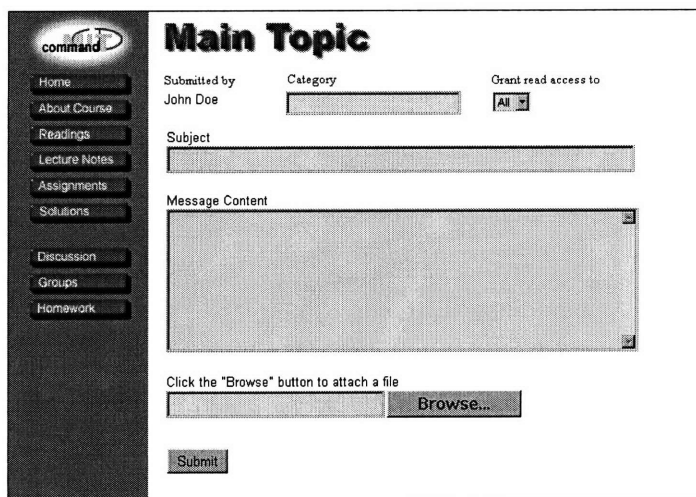 command
Home
About Course
Readings
Lecture Notes
Assignments
Solutions
Discussion
Groups
Homework
Main Topic
Submitted by Category Grant read access to
John Doe All
Subject
Message Content
Click the "Browse" button to attach a file
Browse...
Submit